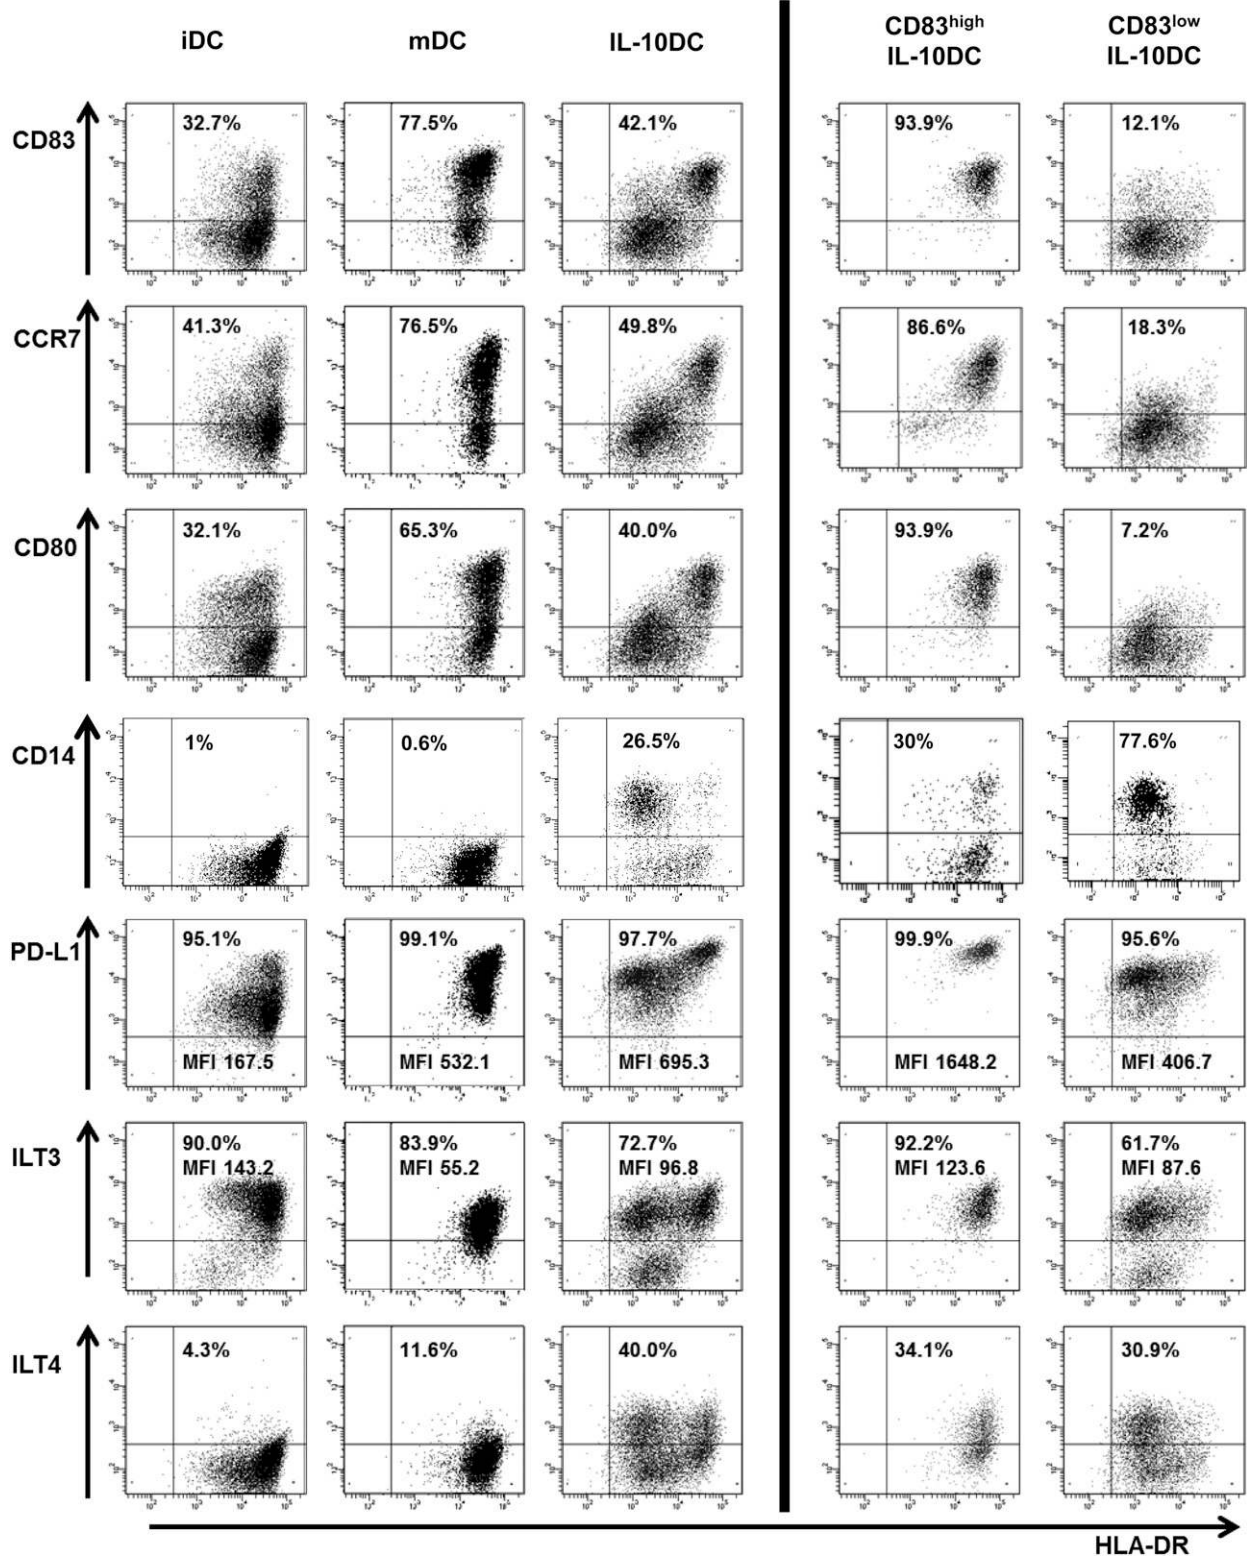 iDC mDC IL-10DC CD83high IL-10DC CD83low IL-10DC
CD83 32.7% 77.5% 42.1% 93.9% 12.1%
CCR7 41.3% 76.5% 49.8% 86.6% 18.3%
CD80 32.1% 65.3% 40.0% 93.9% 7.2%
CD14 1% 0.6% 26.5% 30% 77.6%
PD-L1 95.1% 99.1% 97.7% 99.9% 95.6%
MFI 167.5 MFI 532.1 MFI 695.3 MFI 1648.2 MFI 406.7
ILT3 90.0% 83.9% 72.7% 92.2% 61.7%
MFI 143.2 MFI 55.2 MFI 96.8 MFI 123.6 MFI 87.6
ILT4 4.3% 11.6% 40.0% 34.1% 30.9%
HLA-DR